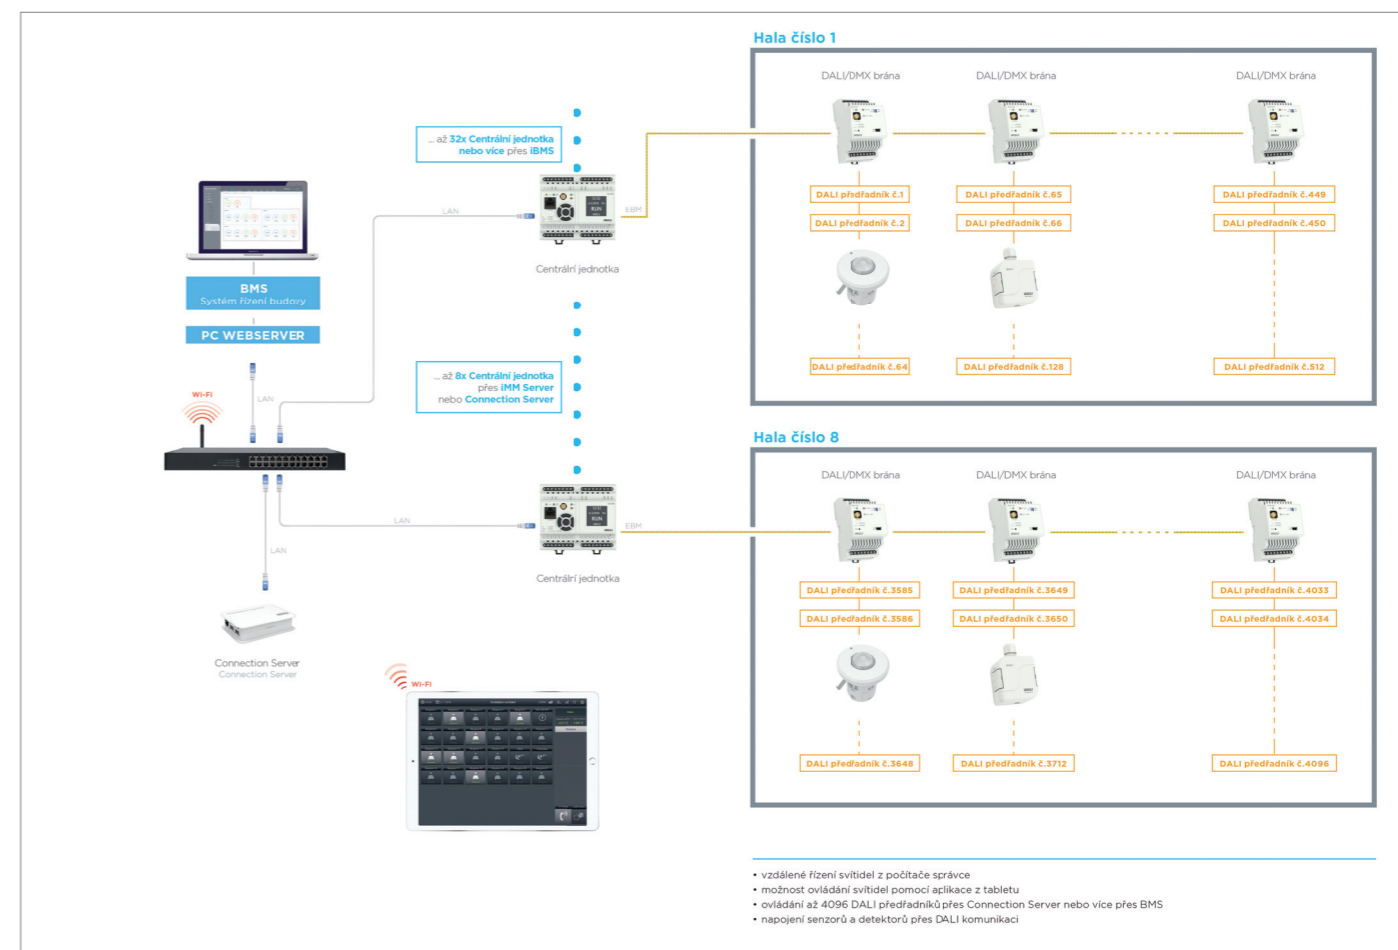 Hala číslo 1
DALI/DMX brána
DALI/DMX brána
DALI/DMX brána
... až 32x Centrální jednotka
nebo více přes iBMS
LAN
EBM
RUN
Centrální jednotka
DALI předřadník č.1
DALI předřadník č.65
DALI předřadník č.449
DALI předřadník č.2
DALI předřadník č.66
DALI předřadník č.450
DALI předřadník č.64
DALI předřadník č.128
DALI předřadník č.512
BMS
Systém řízení budovy
PC WEBSERVER
... až 8x Centrální jednotka
přes iMM Server
nebo Connection Server
WI-FI
LAN
Hala číslo 8
DALI/DMX brána
DALI/DMX brána
DALI/DMX brána
LAN
EBM
RUN
Centrální jednotka
LAN
DALI předřadník č.3585
DALI předřadník č.3649
DALI předřadník č.4033
DALI předřadník č.3586
DALI předřadník č.3650
DALI předřadník č.4034
DALI předřadník č.3648
DALI předřadník č.3712
DALI předřadník č.4096
Connection Server
Connection Server
WI-FI
• vzdálené řízení svítidel z počítače správce
• možnost ovládání svítidel pomocí aplikace z tabletu
• ovládání až 4096 DALI předřadníků přes Connection Server nebo více přes BMS
• napojení senzorů a detektorů přes DALI komunikaci